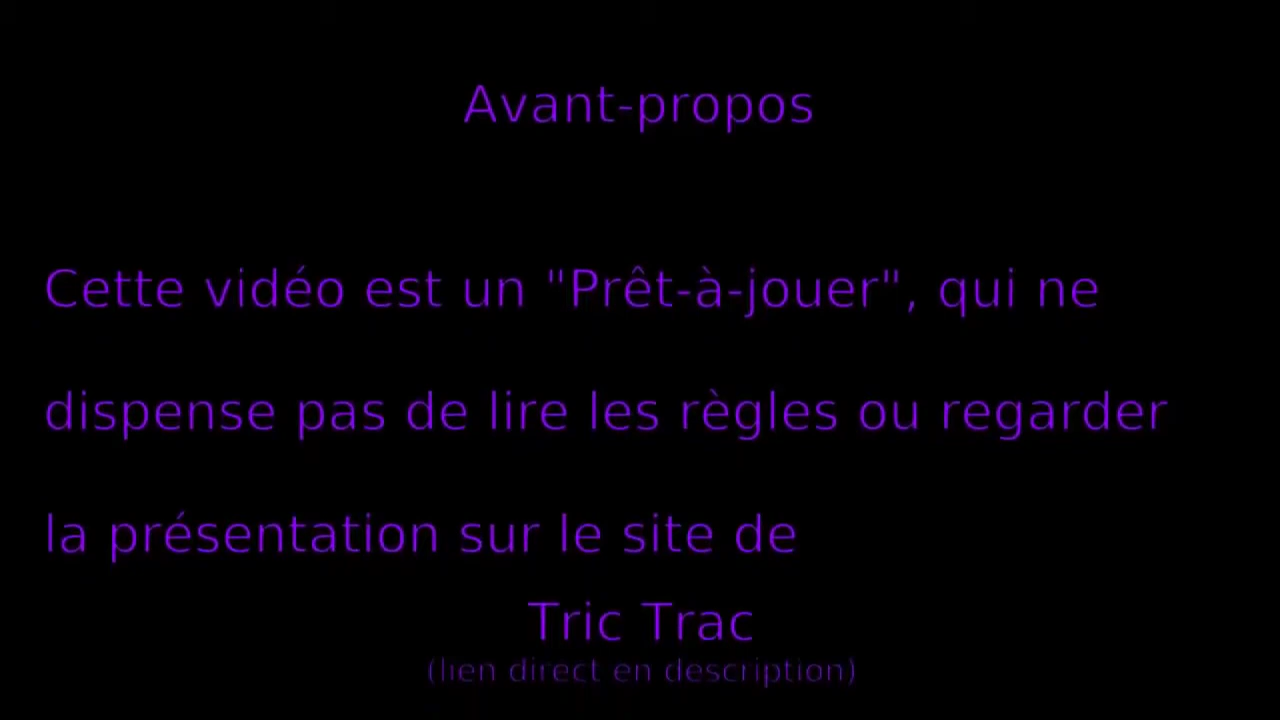 Avant-propos
Cette vidéo est un "Prêt-à-jouer", qui ne
dispense pas de lire les règles ou regarder
la présentation sur le site de
Tric Trac
(lien direct en description)